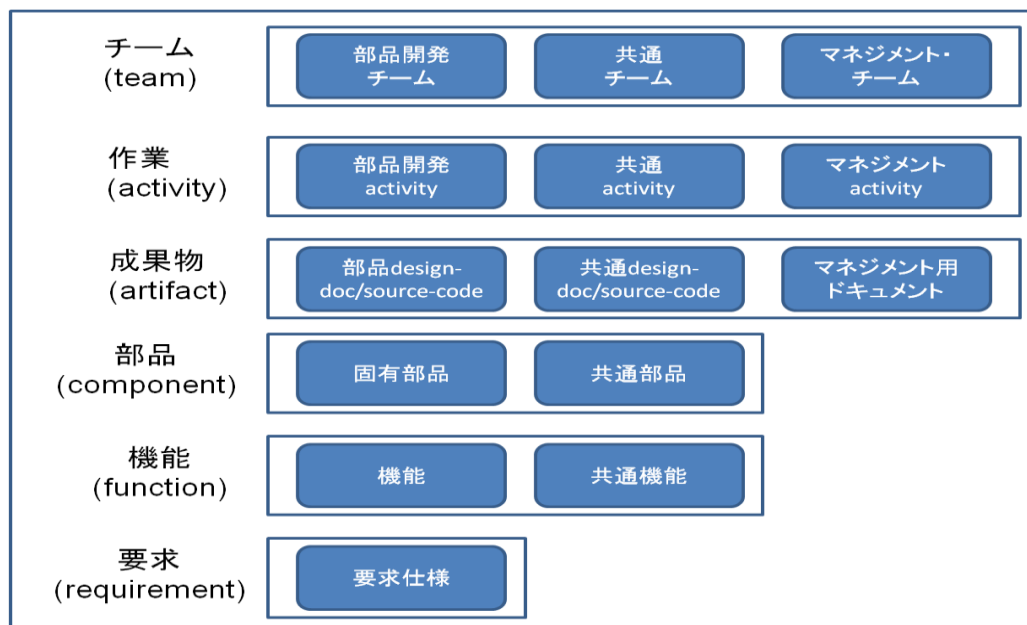 チーム
(team)
部品開発
チーム
共通
チーム
マネジメント・
チーム
作業
(activity)
部品開発
activity
共通
activity
マネジメント
activity
成果物
(artifact)
部品design-
doc/source-code
共通design-
doc/source-code
マネジメント用
ドキュメント
部品
(component)
固有部品
共通部品
機能
(function)
機能
共通機能
要求
(requirement)
要求仕様